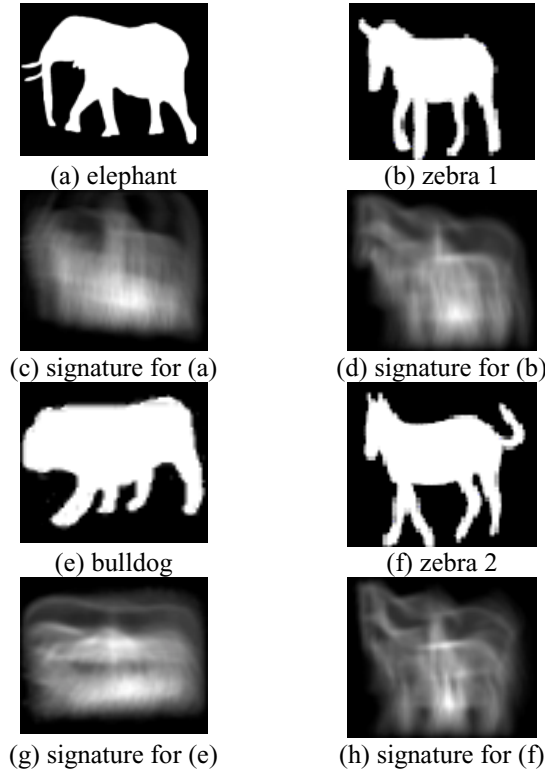 (a) elephant
(b) zebra 1
(c) signature for (a)
(d) signature for (b)
(e) bulldog
(f) zebra 2
(g) signature for (e)
(h) signature for (f)